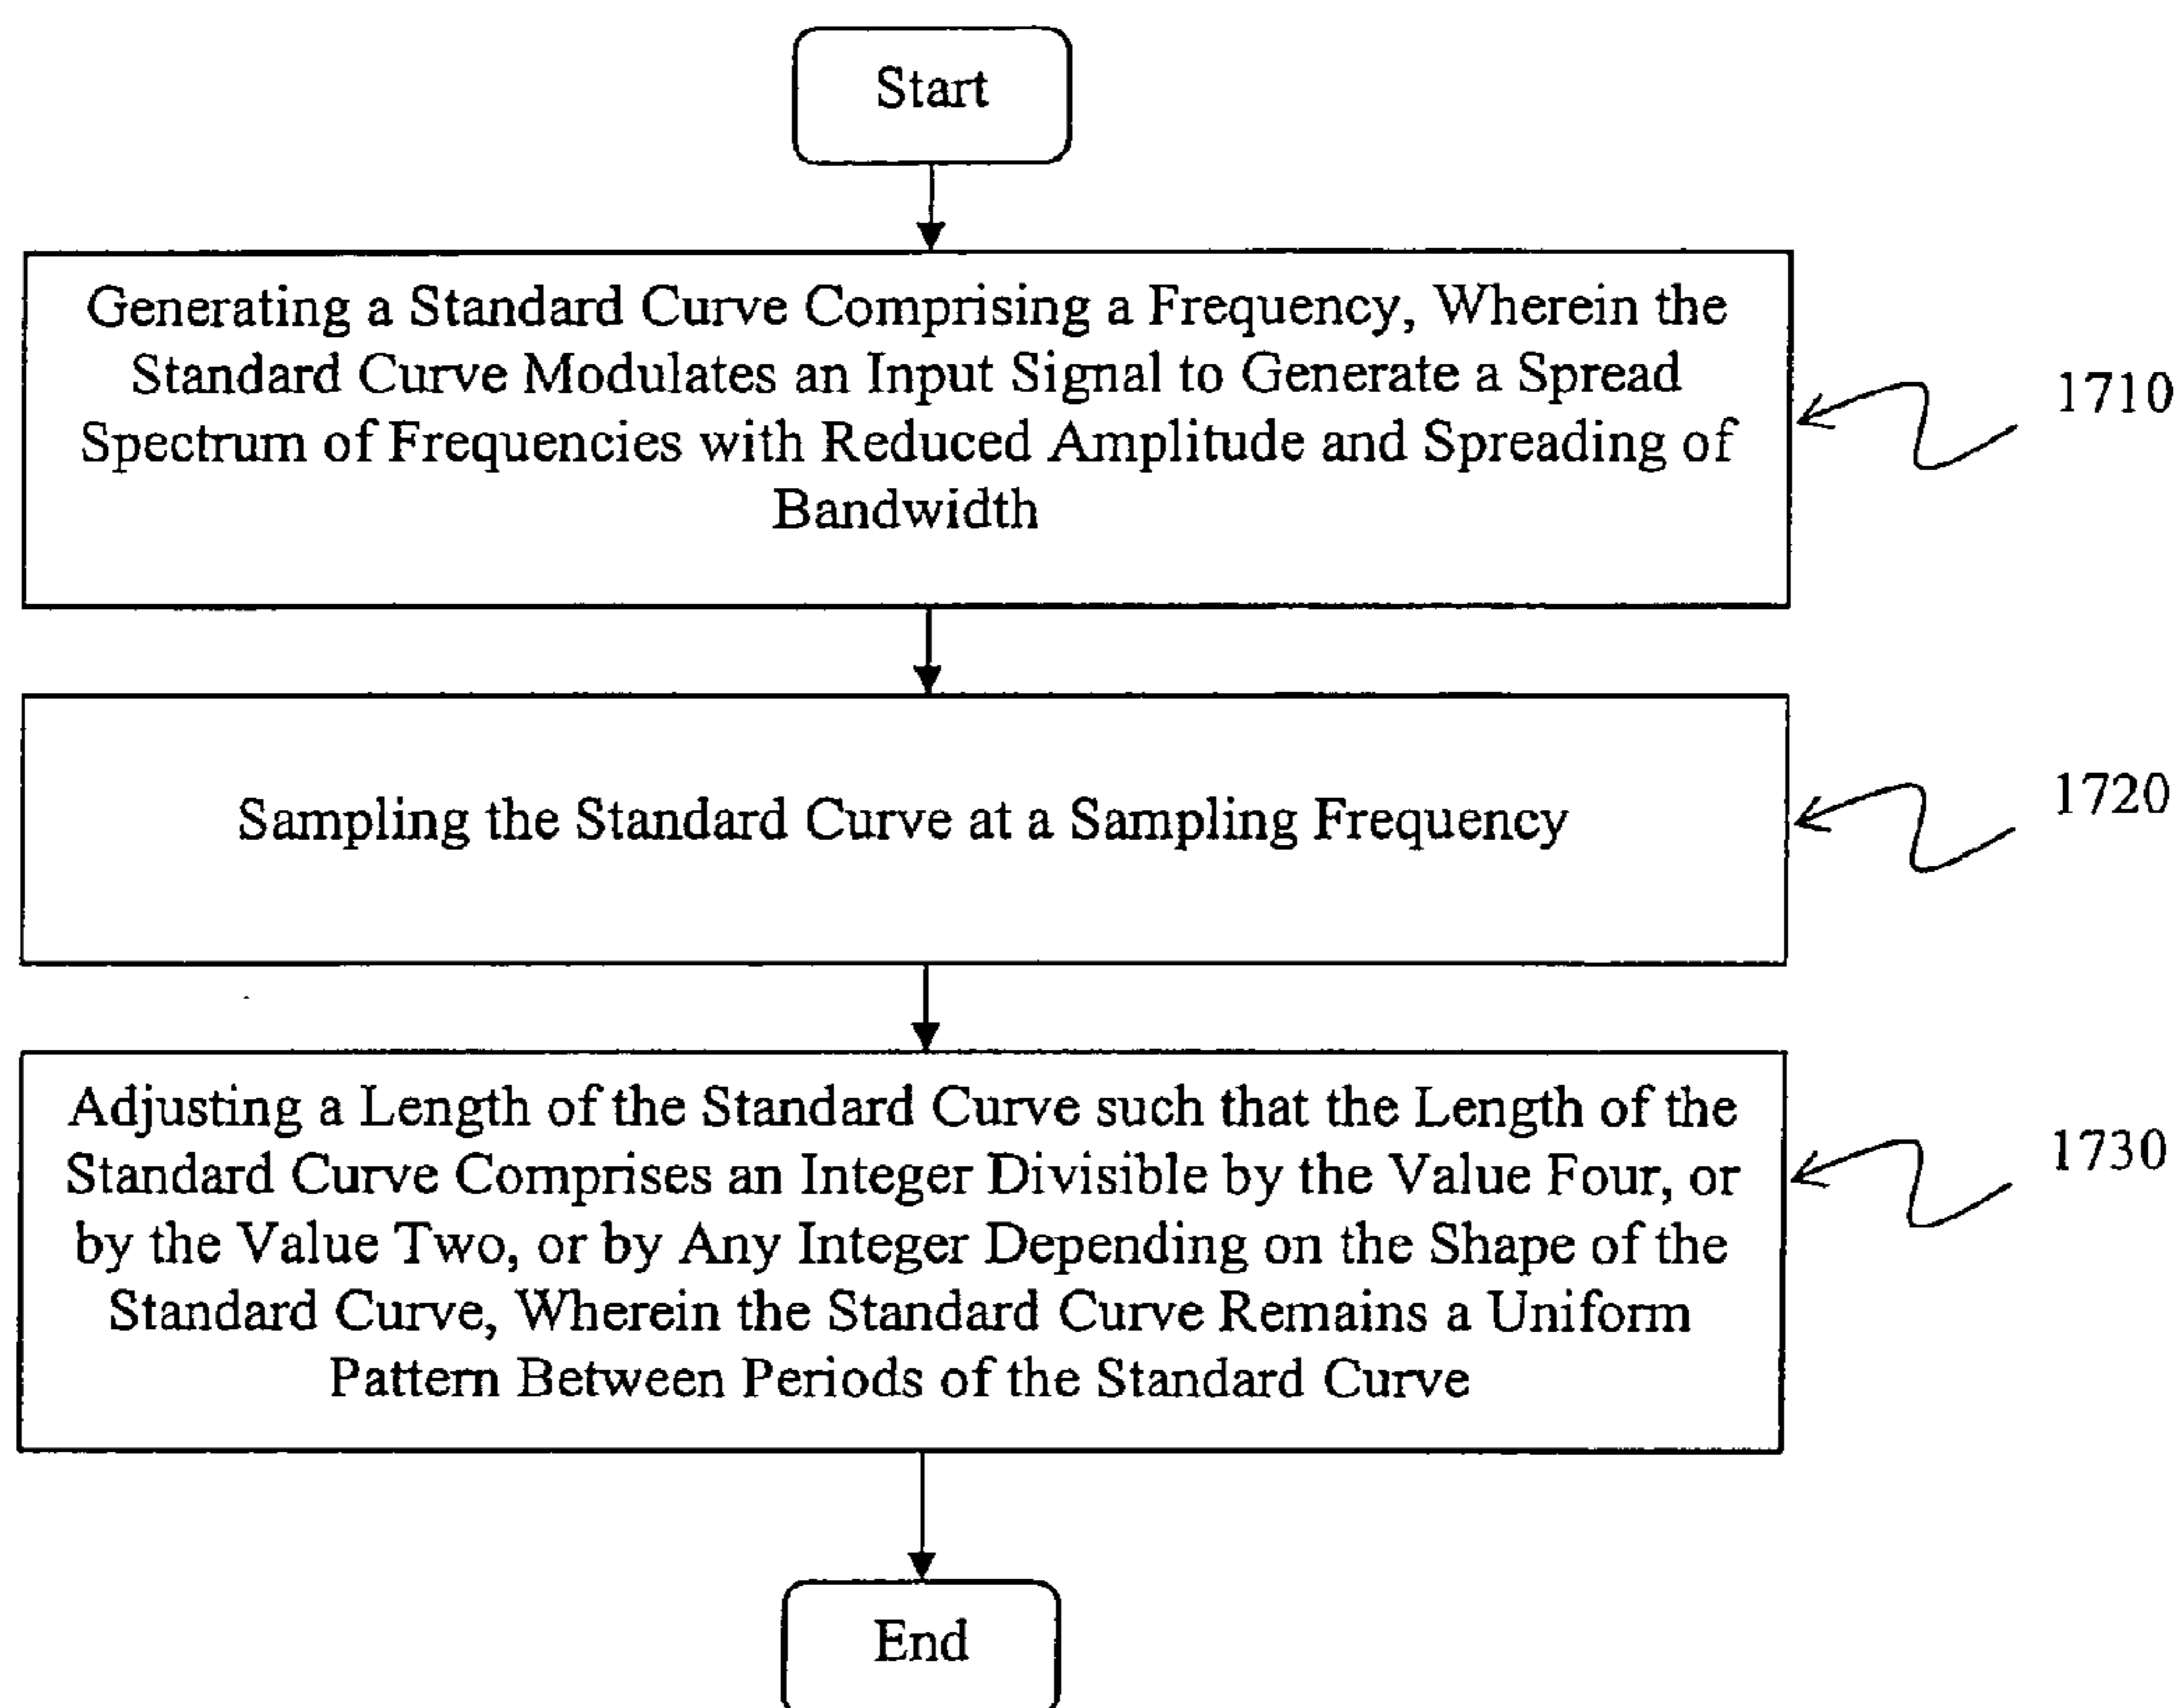 Start
Generating a Standard Curve Comprising a Frequency, Wherein the
Standard Curve Modulates an Input Signal to Generate a Spread
Spectrum of Frequencies with Reduced Amplitude and Spreading of
Bandwidth
1710
Sampling the Standard Curve at a Sampling Frequency
1720
Adjusting a Length of the Standard Curve such that the Length of the
Standard Curve Comprises an Integer Divisible by the Value Four, or
by the Value Two, or by Any Integer Depending on the Shape of the
Standard Curve, Wherein the Standard Curve Remains a Uniform
Pattern Between Periods of the Standard Curve
1730
End